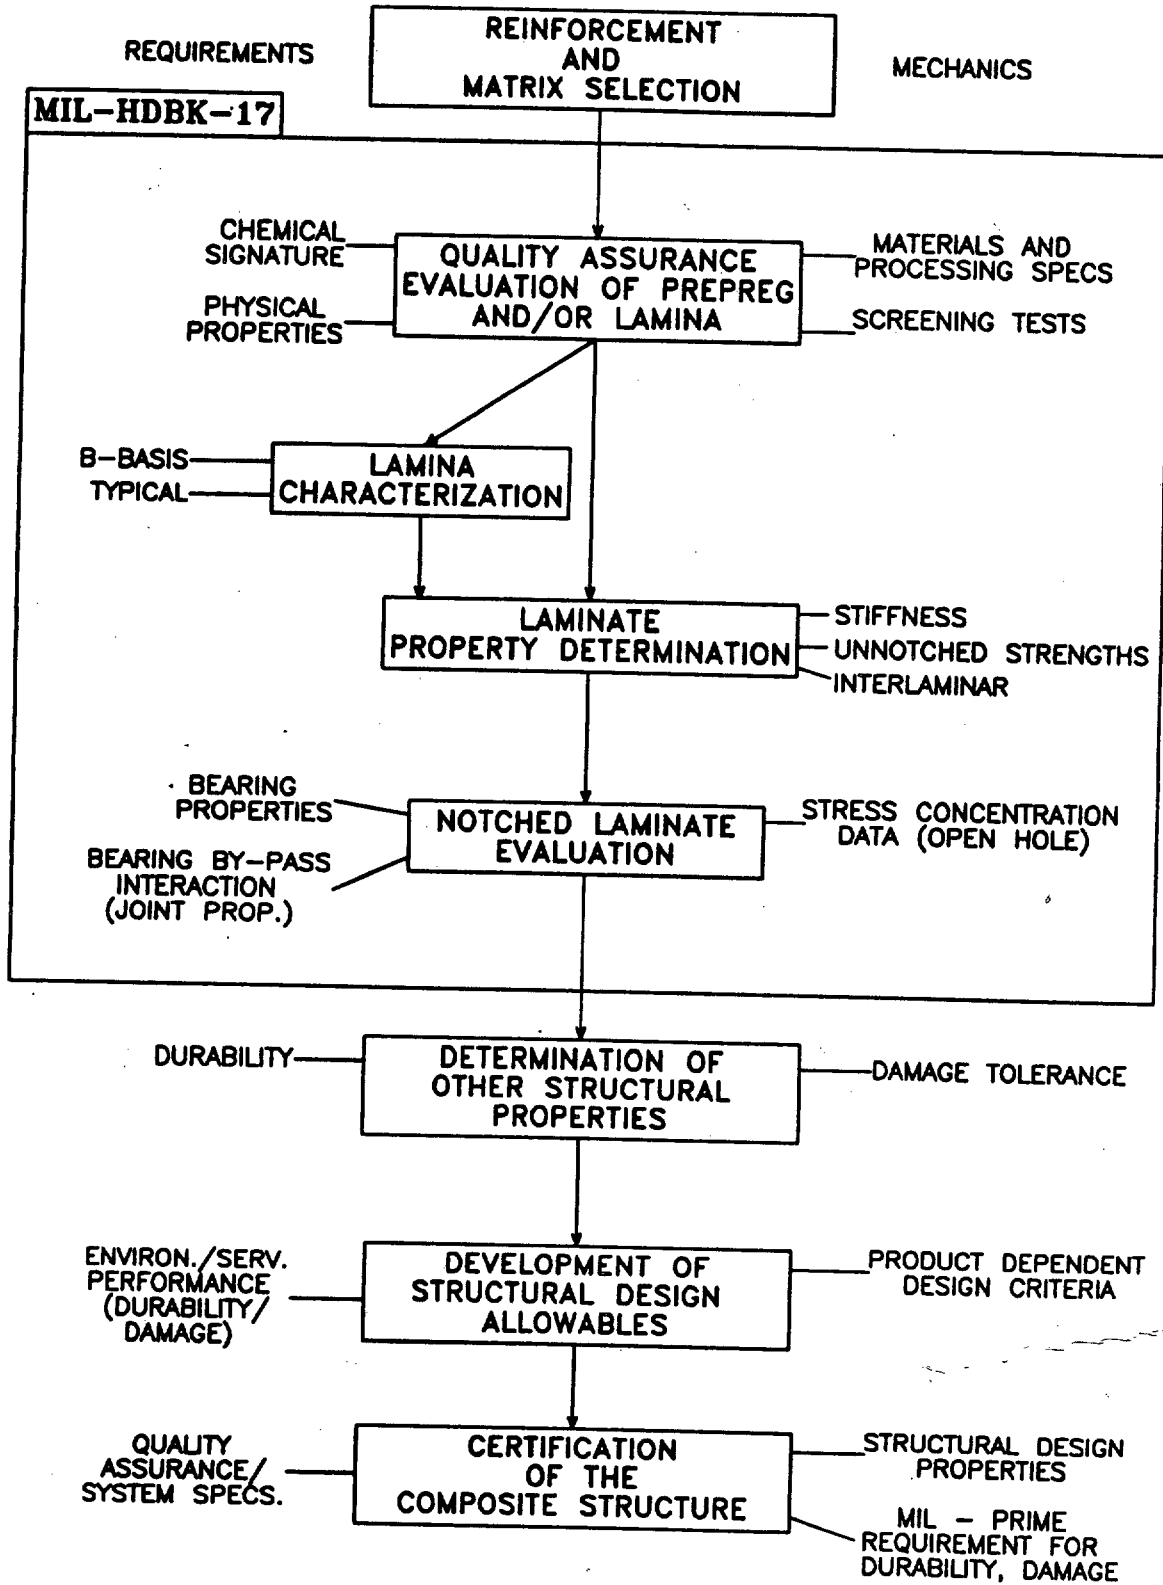 REQUIREMENTS
REINFORCEMENT
AND
MATRIX SELECTION
MECHANICS
MIL-HDBK-17
CHEMICAL
SIGNATURE
PHYSICAL
PROPERTIES
QUALITY ASSURANCE
EVALUATION OF PREPREG
AND/OR LAMINA
MATERIALS AND
PROCESSING SPECS
SCREENING TESTS
B-BASIS
TYPICAL
LAMINA
CHARACTERIZATION
LAMINATE
PROPERTY DETERMINATION
STIFFNESS
UNNOTCHED STRENGTHS
INTERLAMINAR
BEARING
PROPERTIES
BEARING BY-PASS
INTERACTION
(JOINT PROP.)
NOTCHED LAMINATE
EVALUATION
STRESS CONCENTRATION
DATA (OPEN HOLE)
DURABILITY
DETERMINATION OF
OTHER STRUCTURAL
PROPERTIES
DAMAGE TOLERANCE
ENVIRON./SERV.
PERFORMANCE
(DURABILITY/
DAMAGE)
DEVELOPMENT OF
STRUCTURAL DESIGN
ALLOWABLES
PRODUCT DEPENDENT
DESIGN CRITERIA
QUALITY
ASSURANCE/
SYSTEM SPECS.
CERTIFICATION
OF THE
COMPOSITE STRUCTURE
STRUCTURAL DESIGN
PROPERTIES
MIL - PRIME
REQUIREMENT FOR
DURABILITY, DAMAGE